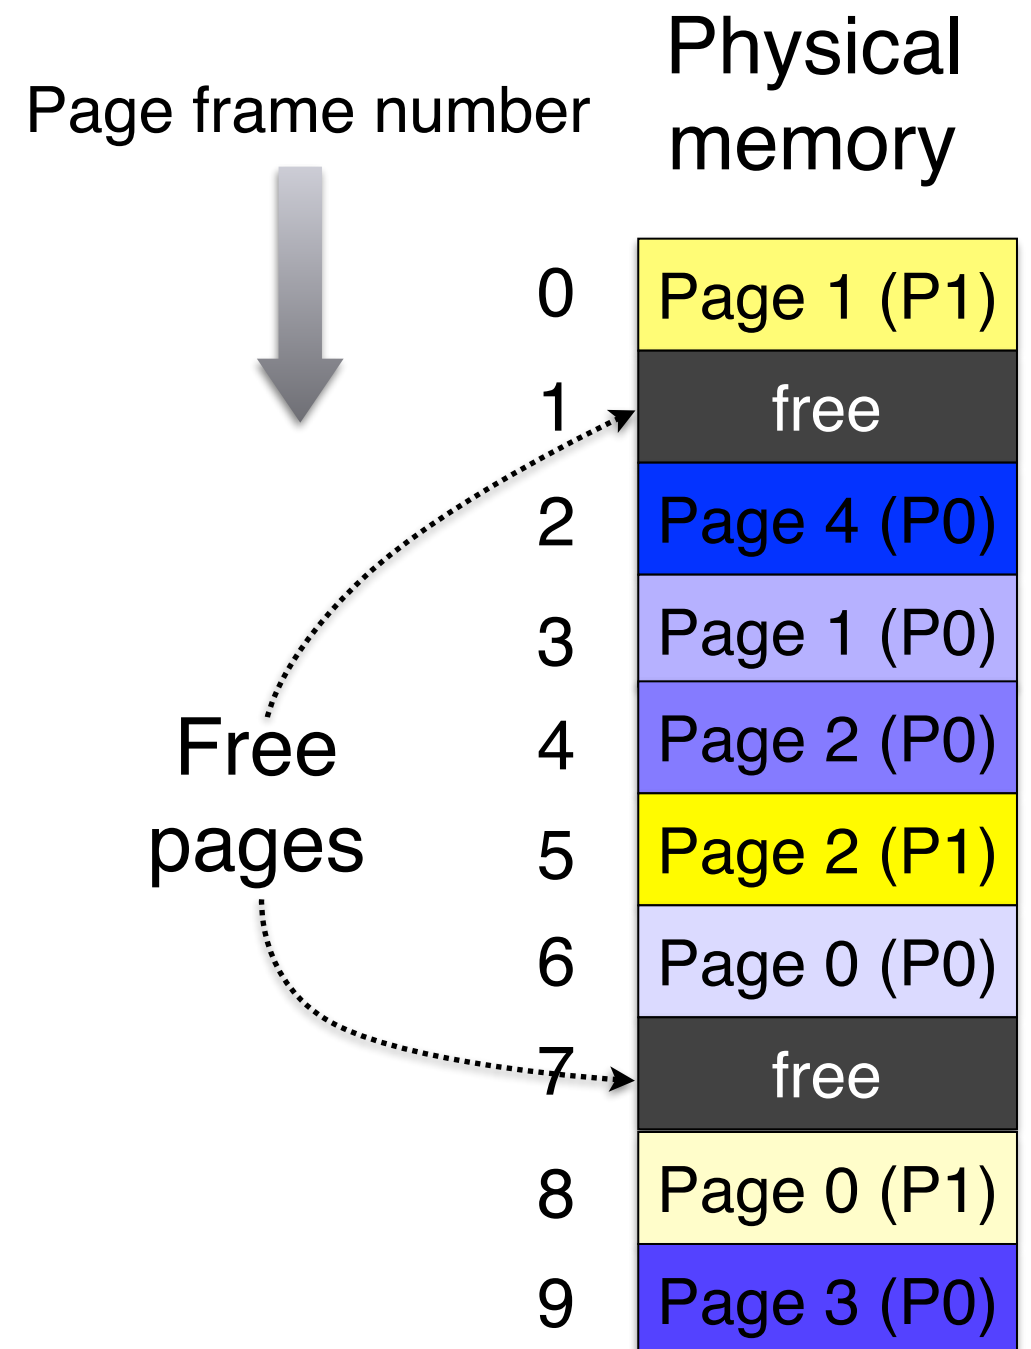 Physical
memory
Page frame number
0 Page 1 (P1)
1 free
2 Page 4 (P0)
3 Page 1 (P0)
4 Page 2 (P0)
Free
pages
5 Page 2 (P1)
6 Page 0 (P0)
7 free
8 Page 0 (P1)
9 Page 3 (P0)